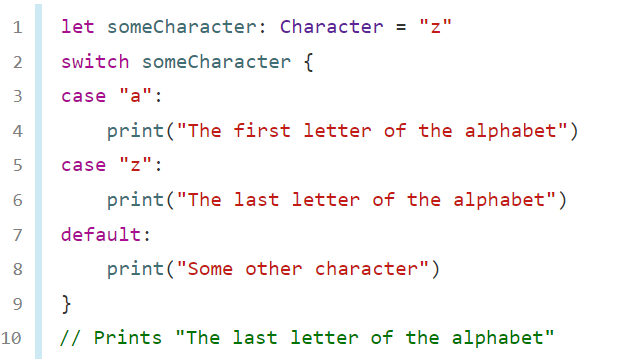 1 let someCharacter: Character = "z"
2 switch someCharacter {
3 case "a":
4     print("The first letter of the alphabet")
5 case "z":
6     print("The last letter of the alphabet")
7 default:
8     print("Some other character")
9 }
10 // Prints "The last letter of the alphabet"